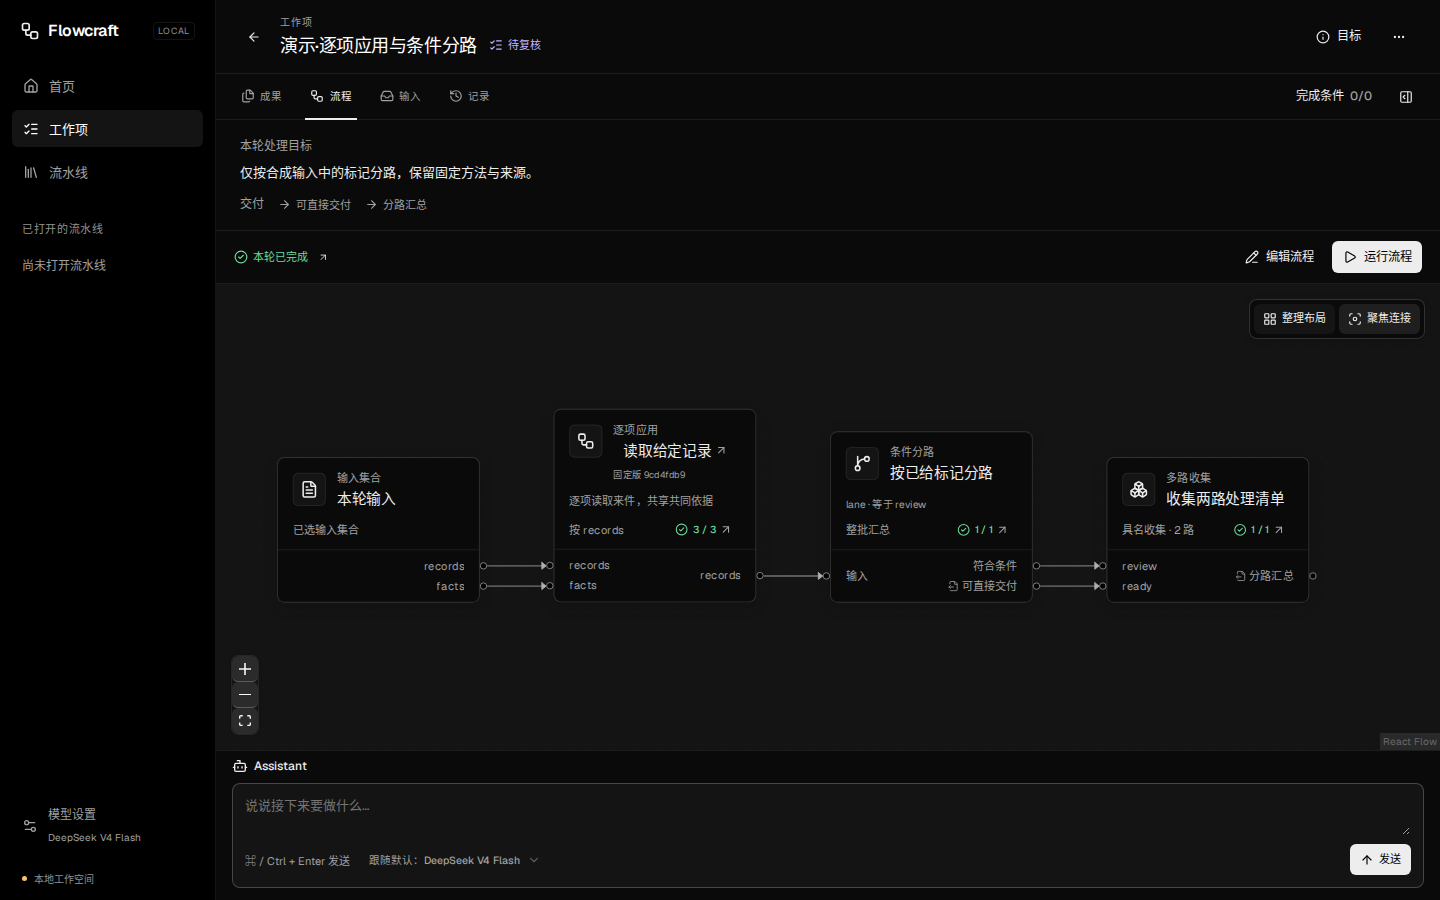 Flowcraft
LOCAL
首页
工作项
流水线
已打开的流水线
尚未打开流水线
模型设置
DeepSeek V4 Flash
本地工作空间
工作项
演示·逐项应用与条件分路
待复核
目标
成果
流程
输入
记录
完成条件 0/0
本轮处理目标
仅按合成输入中的标记分路，保留固定方法与来源。
交付
可直接交付
分路汇总
本轮已完成
编辑流程
运行流程
整理布局
聚焦连接
输入集合
本轮输入
已选输入集合
records
facts
逐项应用
读取给定记录
固定版 9cd4fdb9
逐项读取来件，共享共同依据
按 records
3 / 3
records
facts
records
条件分路
按已给标记分路
lane · 等于 review
整批汇总
1 / 1
输入
符合条件
可直接交付
多路收集
收集两路处理清单
具名收集 · 2 路
1 / 1
review
ready
分路汇总
React Flow
Assistant
说说接下来要做什么...
⌘ / Ctrl + Enter 发送
跟随默认：DeepSeek V4 Flash
发送